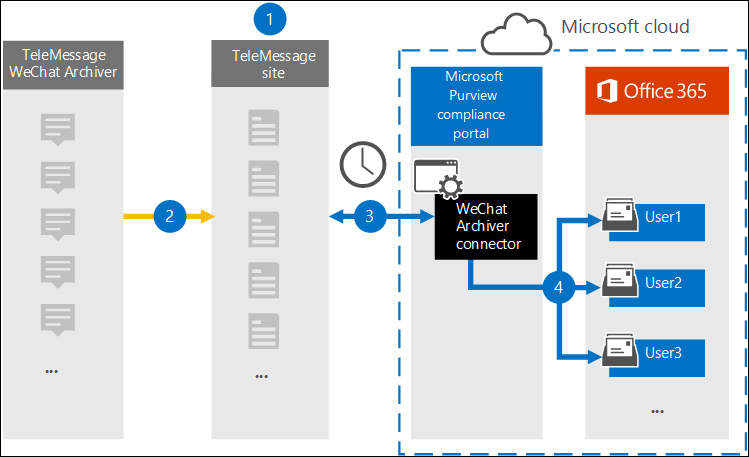 1
Microsoft cloud
TeleMessage
WeChat Archiver
TeleMessage
site
Microsoft
Purview
compliance
portal
Office 365
2
3
WeChat
Archiver
connector
4
User1
User2
User3
...
...
...